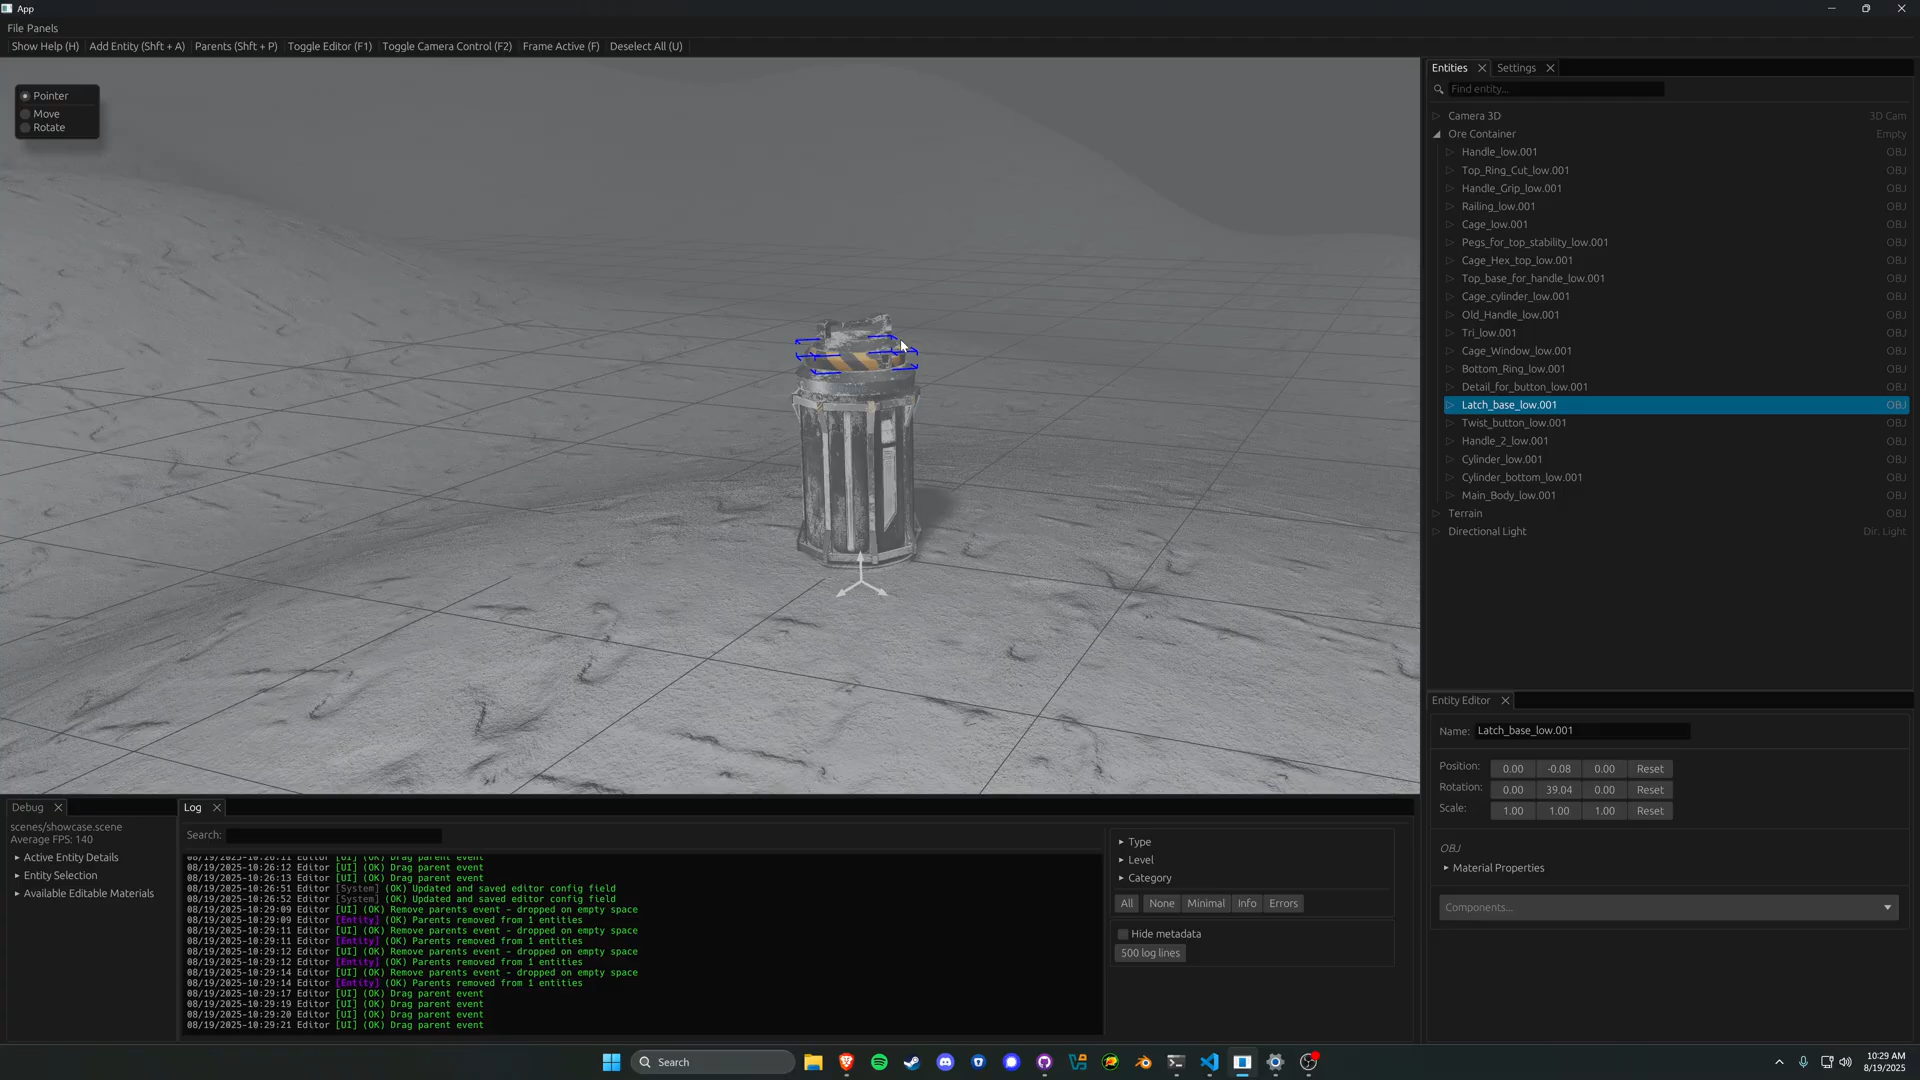 App
File Panels
Show Help (H) Add Entity (Shft + A) Parents (Shft + P) Toggle Editor (F1) Toggle Camera Control (F2) Frame Active (F) Deselect All (U)
Pointer
Move
Rotate
Entities Settings
Find entity...
Camera 3D 3D Cam
Ore Container Empty
Handle_low.001 OBJ
Top_Ring_Cut_low.001 OBJ
Handle_Grip_low.001 OBJ
Railing_low.001 OBJ
Cage_low.001 OBJ
Pegs_for_top_stability_low.001 OBJ
Cage_Hex_top_low.001 OBJ
Top_base_for_handle_low.001 OBJ
Cage_cylinder_low.001 OBJ
Old_Handle_low.001 OBJ
Tri_low.001 OBJ
Cage_Window_low.001 OBJ
Bottom_Ring_low.001 OBJ
Detail_for_button_low.001 OBJ
Latch_base_low.001 OBJ
Twist_button_low.001 OBJ
Handle_2_low.001 OBJ
Cylinder_low.001 OBJ
Cylinder_bottom_low.001 OBJ
Main_Body_low.001 OBJ
Terrain OBJ
Directional Light Dir. Light
Entity Editor
Name: Latch_base_low.001
Position: 0.00 -0.08 0.00 Reset
Rotation: 0.00 39.04 0.00 Reset
Scale: 1.00 1.00 1.00 Reset
OBJ
Material Properties
Components...
Debug
scenes/showcase.scene
Average FPS: 140
Active Entity Details
Entity Selection
Available Editable Materials
Log
Search:
08/19/2025-10:26:11 Editor [UI] (OK) Drag parent event
08/19/2025-10:26:12 Editor [UI] (OK) Drag parent event
08/19/2025-10:26:13 Editor [UI] (OK) Drag parent event
08/19/2025-10:26:51 Editor [System] (OK) Updated and saved editor config field
08/19/2025-10:26:52 Editor [System] (OK) Updated and saved editor config field
08/19/2025-10:29:09 Editor [UI] (OK) Remove parents event - dropped on empty space
08/19/2025-10:29:09 Editor [Entity] (OK) Parents removed from 1 entities
08/19/2025-10:29:11 Editor [UI] (OK) Remove parents event - dropped on empty space
08/19/2025-10:29:11 Editor [Entity] (OK) Parents removed from 1 entities
08/19/2025-10:29:12 Editor [UI] (OK) Remove parents event - dropped on empty space
08/19/2025-10:29:12 Editor [Entity] (OK) Parents removed from 1 entities
08/19/2025-10:29:14 Editor [UI] (OK) Remove parents event - dropped on empty space
08/19/2025-10:29:14 Editor [Entity] (OK) Parents removed from 1 entities
08/19/2025-10:29:17 Editor [UI] (OK) Drag parent event
08/19/2025-10:29:19 Editor [UI] (OK) Drag parent event
08/19/2025-10:29:20 Editor [UI] (OK) Drag parent event
08/19/2025-10:29:21 Editor [UI] (OK) Drag parent event
Type
Level
Category
All None Minimal Info Errors
Hide metadata
500 log lines
Search
10:29 AM
8/19/2025